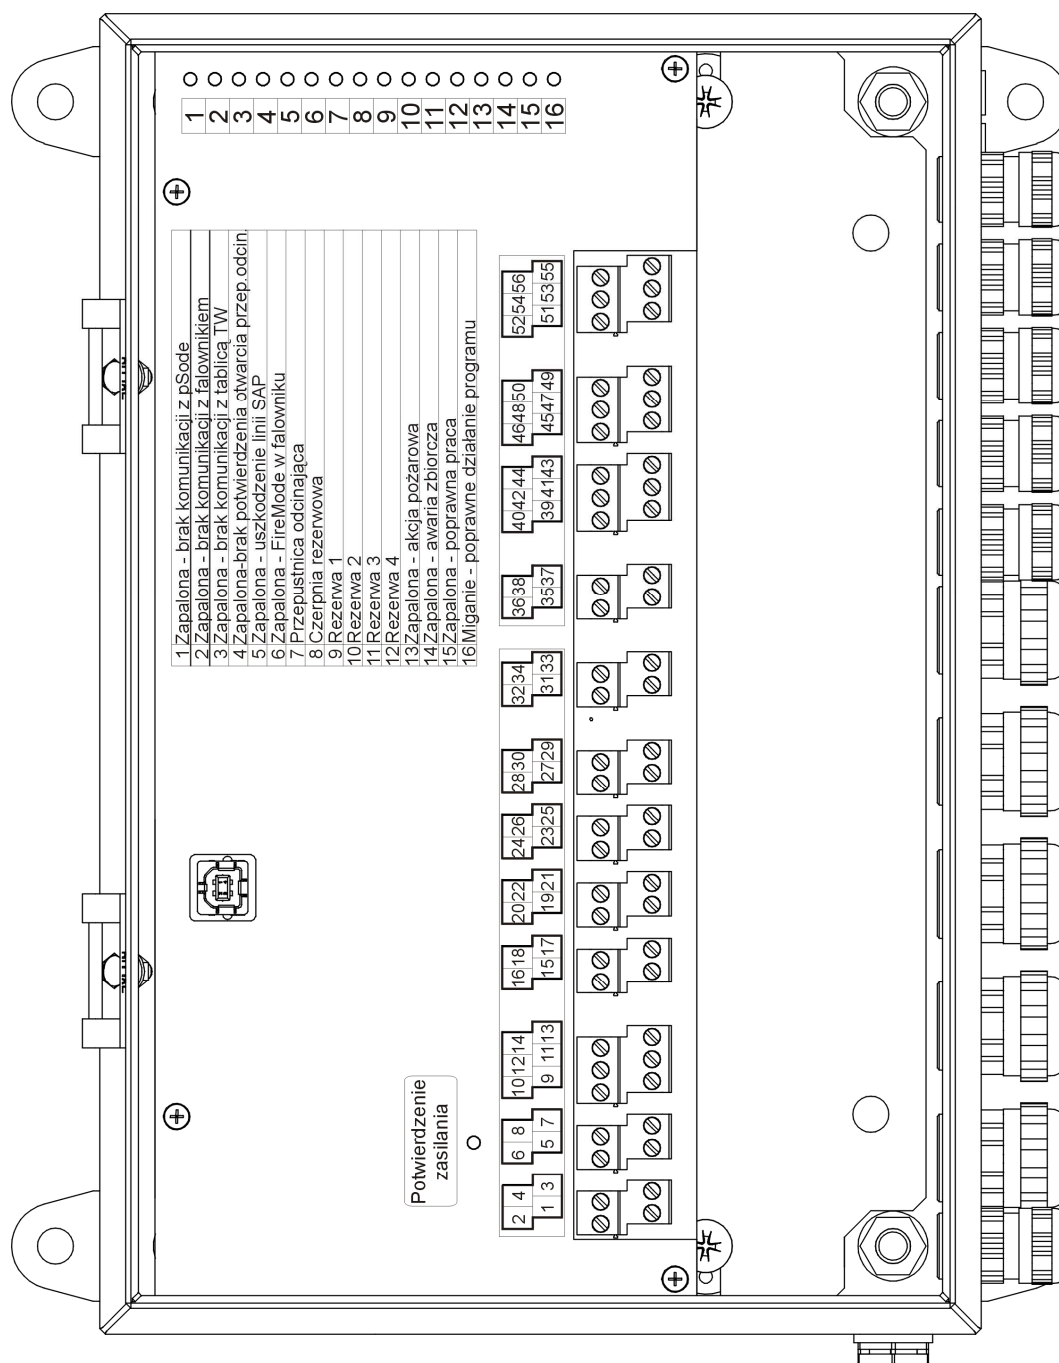 1 2 3 4 5 6 7 8 9 10 11 12 13 14 15 16
1 Zapalona - brak komunikacji z pSode
2 Zapalona - brak komunikacji z falownikiem
3 Zapalona - brak komunikacji z tablicą TW
4 Zapalona-brak potwierdzenia otwarcia przep.odcin.
5 Zapalona - uszkodzenie linii SAP
6 Zapalona - FireMode w falowniku
7 Przepustnica odcinająca
8 Czerpnia rezerwowa
9 Rezerwa 1
10 Rezerwa 2
11 Rezerwa 3
12 Rezerwa 4
13 Zapalona - akcja pożarowa
14 Zapalona - awaria zbiorcza
15 Zapalona - poprawna praca
16 Miganie - poprawne działanie programu
Potwierdzenie
zasilania
2 4 6 8 10 12 14 16 18 20 22 24 26 28 30 32 34 36 38 40 42 44 46 48 50 52 54 56
1 3 5 7 9 11 13 15 17 19 21 23 25 27 29 31 33 35 37 39 41 43 45 47 49 51 53 55